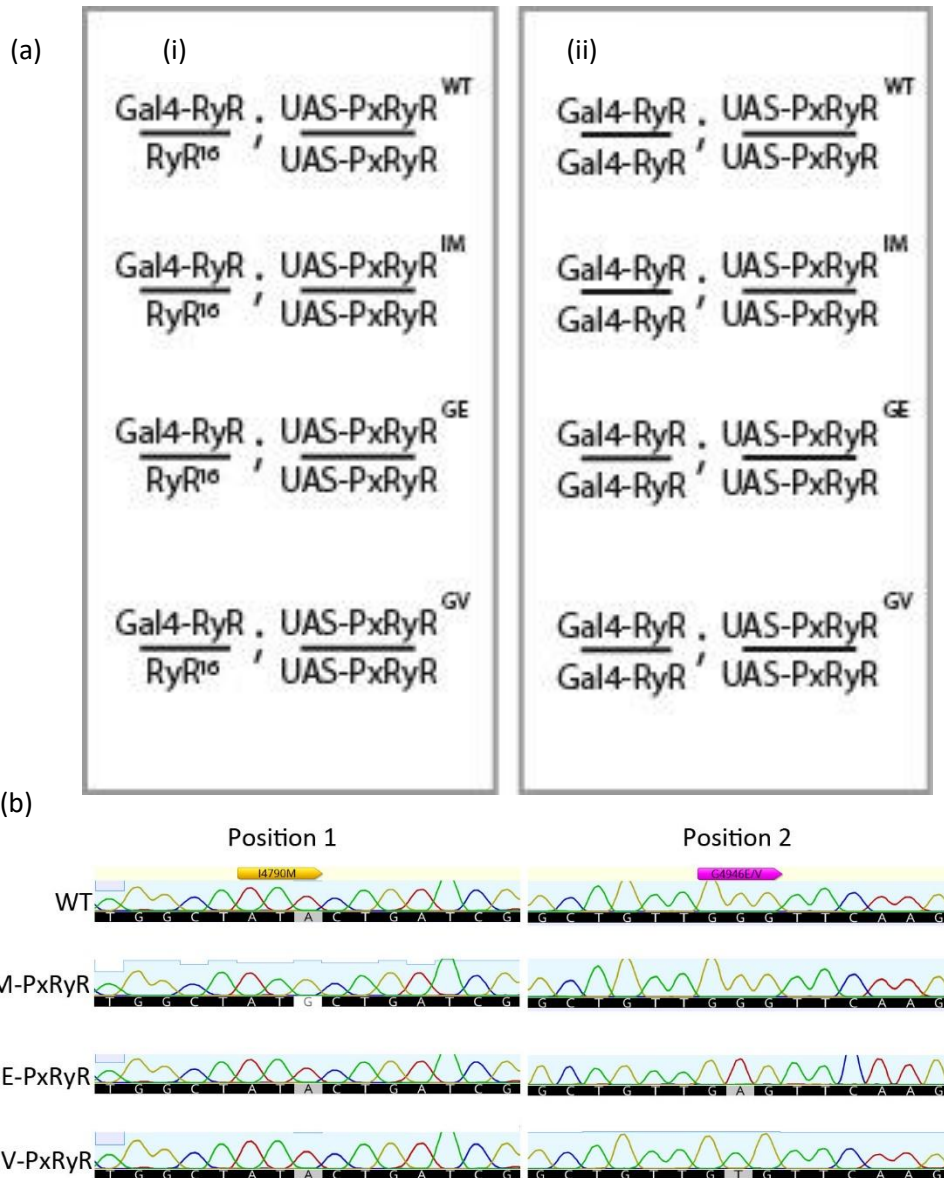 (a) (i) (ii)
Gal4-RyR ; UAS-PxRyR WT
RyR16 UAS-PxRyR
Gal4-RyR ; UAS-PxRyR IM
RyR16 UAS-PxRyR
Gal4-RyR ; UAS-PxRyR GE
RyR16 UAS-PxRyR
Gal4-RyR ; UAS-PxRyR GV
RyR16 UAS-PxRyR
Gal4-RyR ; UAS-PxRyR WT
Gal4-RyR UAS-PxRyR
Gal4-RyR ; UAS-PxRyR IM
Gal4-RyR UAS-PxRyR
Gal4-RyR ; UAS-PxRyR GE
Gal4-RyR UAS-PxRyR
Gal4-RyR ; UAS-PxRyR GV
Gal4-RyR UAS-PxRyR
(b)
Position 1 Position 2
I4790M G4946E/V
WT
T G G C T A T A C T G A T C G G C T G T T G G G T T C A A G
M-PxRyR
T G G C T A T G C T G A T C G G C T G T T G G G T T C A A G
E-PxRyR
T G G C T A T A C T G A T C G G C T G T T G A G T T C A A G
V-PxRyR
T G G C T A T A C T G A T C G G C T G T T G T G T T C A A G